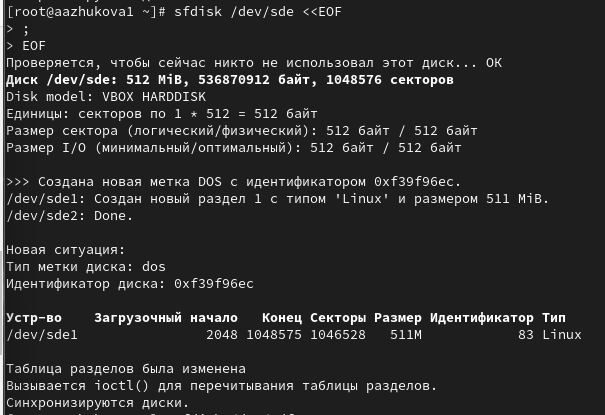 [root@aazhukova1 ~]# sfdisk /dev/sde <<EOF
> ;
> EOF
Проверяется, чтобы сейчас никто не использовал этот диск... ОК
Диск /dev/sde: 512 MiB, 536870912 байт, 1048576 секторов
Disk model: VBOX HARDDISK
Единицы: секторов по 1 * 512 = 512 байт
Размер сектора (логический/физический): 512 байт / 512 байт
Размер I/O (минимальный/оптимальный): 512 байт / 512 байт
>>> Создана новая метка DOS с идентификатором 0xf39f96ec.
/dev/sde1: Создан новый раздел 1 с типом 'Linux' и размером 511 MiB.
/dev/sde2: Done.
Новая ситуация:
Тип метки диска: dos
Идентификатор диска: 0xf39f96ec
Устр-во    Загрузочный начало   Конец Секторы Размер Идентификатор Тип
/dev/sde1                2048 1048575 1046528   511M            83 Linux
Таблица разделов была изменена
Вызывается ioctl() для перечитывания таблицы разделов.
Синхронизируются диски.